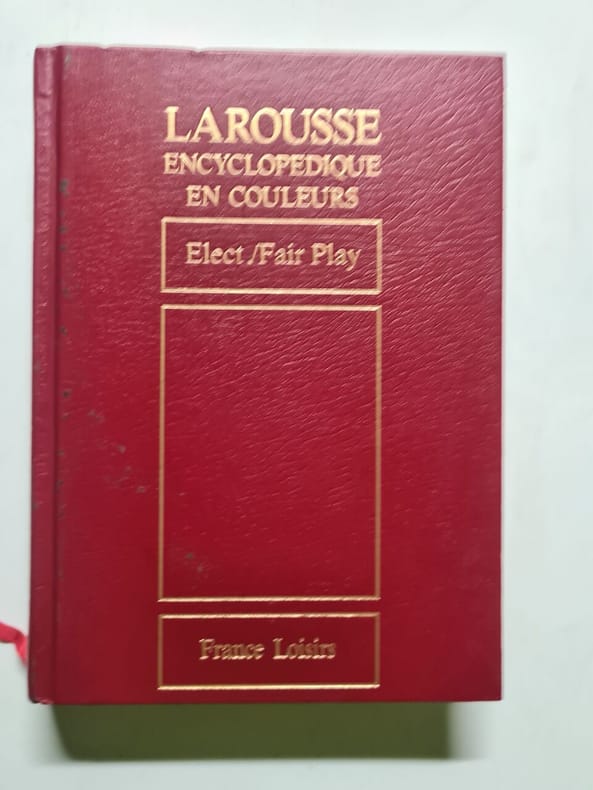 LAROUSSE
ENCYCLOPEDIQUE
EN COULEURS
Elect./Fair Play
France Loisirs